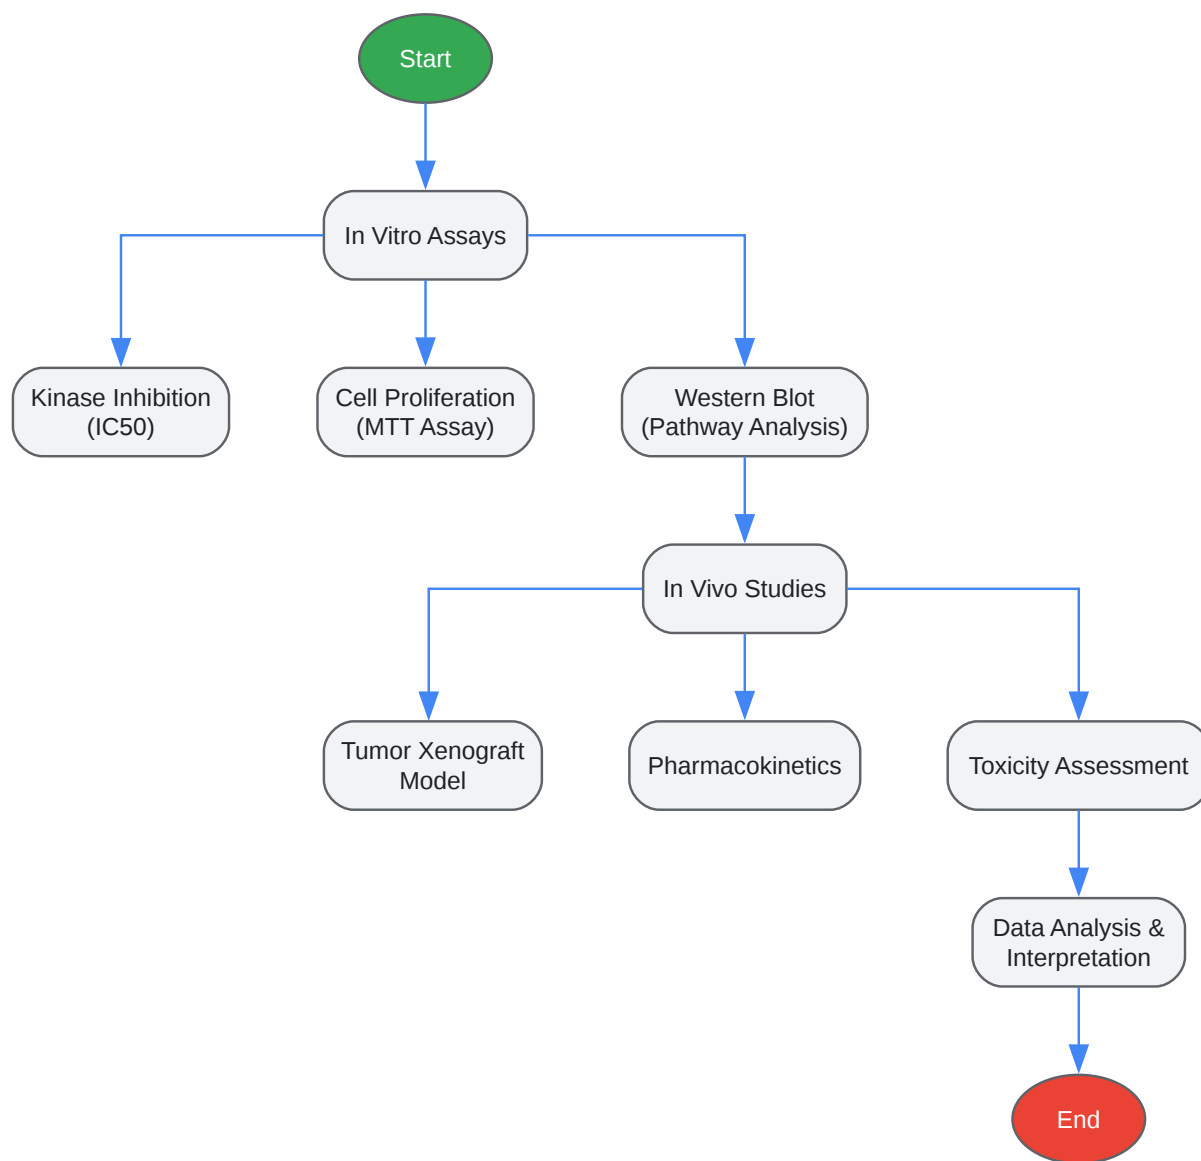 Start
In Vitro Assays
Kinase Inhibition
(IC50)
Cell Proliferation
(MTT Assay)
Western Blot
(Pathway Analysis)
In Vivo Studies
Tumor Xenograft
Model
Pharmacokinetics
Toxicity Assessment
Data Analysis &
Interpretation
End